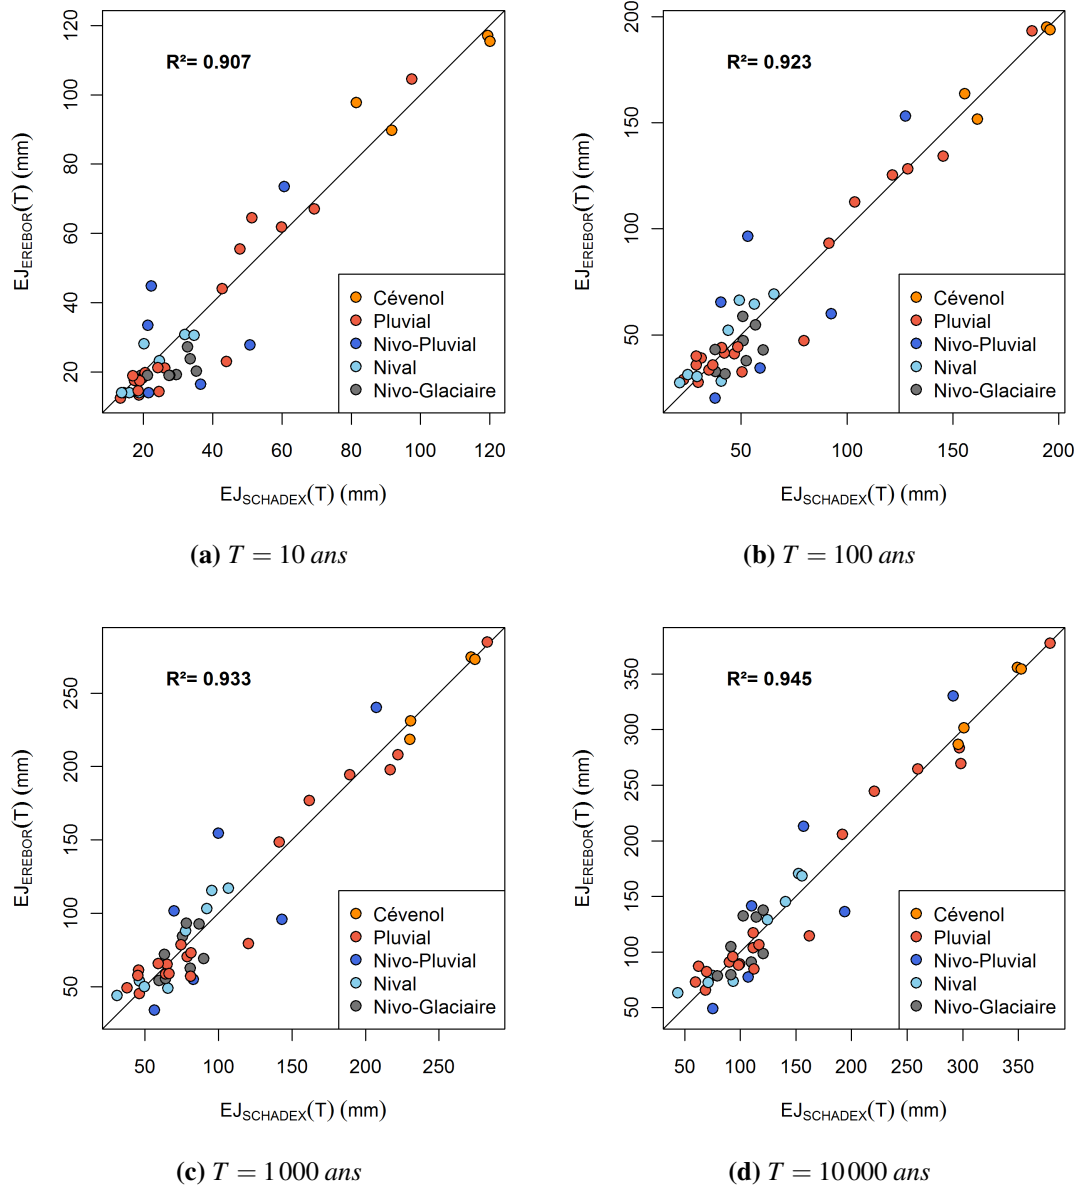 R²= 0.907
120
100
80
60
40
20
EJEREBOR(T) (mm)
Cévenol
Pluvial
Nivo-Pluvial
Nival
Nivo-Glaciaire
20 40 60 80 100 120
EJSCHADEX(T) (mm)
(a) T = 10 ans
R²= 0.923
200
150
100
50
EJEREBOR(T) (mm)
Cévenol
Pluvial
Nivo-Pluvial
Nival
Nivo-Glaciaire
50 100 150 200
EJSCHADEX(T) (mm)
(b) T = 100 ans
R²= 0.933
250
200
150
100
50
EJEREBOR(T) (mm)
Cévenol
Pluvial
Nivo-Pluvial
Nival
Nivo-Glaciaire
50 100 150 200 250
EJSCHADEX(T) (mm)
(c) T = 1000 ans
R²= 0.945
350
300
250
200
150
100
50
EJEREBOR(T) (mm)
Cévenol
Pluvial
Nivo-Pluvial
Nival
Nivo-Glaciaire
50 100 150 200 250 300 350
EJSCHADEX(T) (mm)
(d) T = 10000 ans